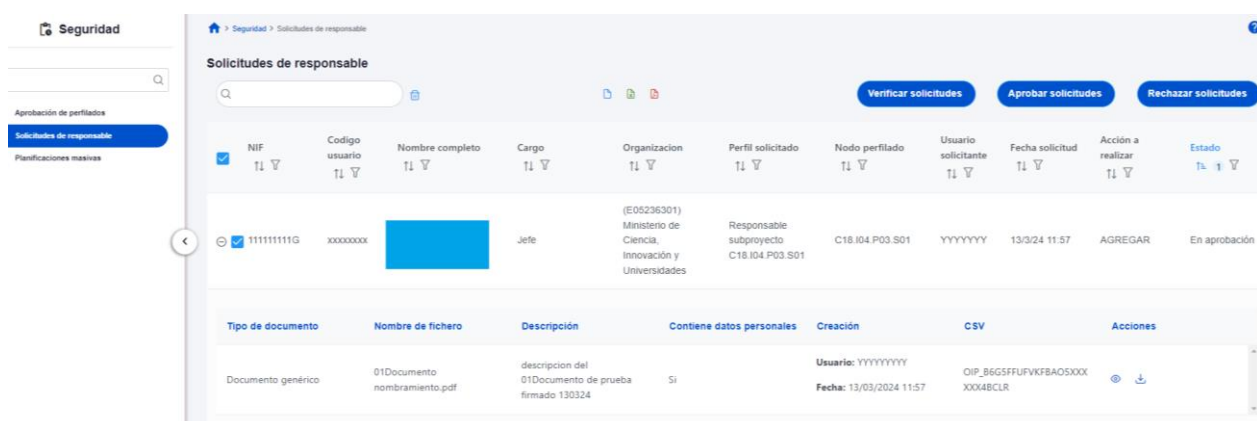 Seguridad
> Seguridad > Solicitudes de responsable
Solicitudes de responsable
Verificar solicitudes
Aprobar solicitudes
Rechazar solicitudes
Aprobación de perfilados
Solicitudes de responsable
Planificaciones masivas
NIF
Codigo
usuario
Nombre completo
Cargo
Organizacion
Perfil solicitado
Nodo perfilado
Usuario
solicitante
Fecha solicitud
Acción a
realizar
Estado
1
111111111G
xxxxxxxx
Jefe
(E05236301)
Ministerio de
Ciencia,
Innovación y
Universidades
Responsable
subproyecto
C18.I04.P03.S01
C18.I04.P03.S01
YYYYYYY
13/3/24 11:57
AGREGAR
En aprobación
Tipo de documento
Nombre de fichero
Descripción
Contiene datos personales
Creación
CSV
Acciones
Documento genérico
01Documento
nombramiento.pdf
descripcion del
01Documento de prueba
firmado 130324
Si
Usuario: YYYYYYYYY
Fecha: 13/03/2024 11:57
OIP_B6G5FFUFVKFBAO5XXX
XXX4BCLR